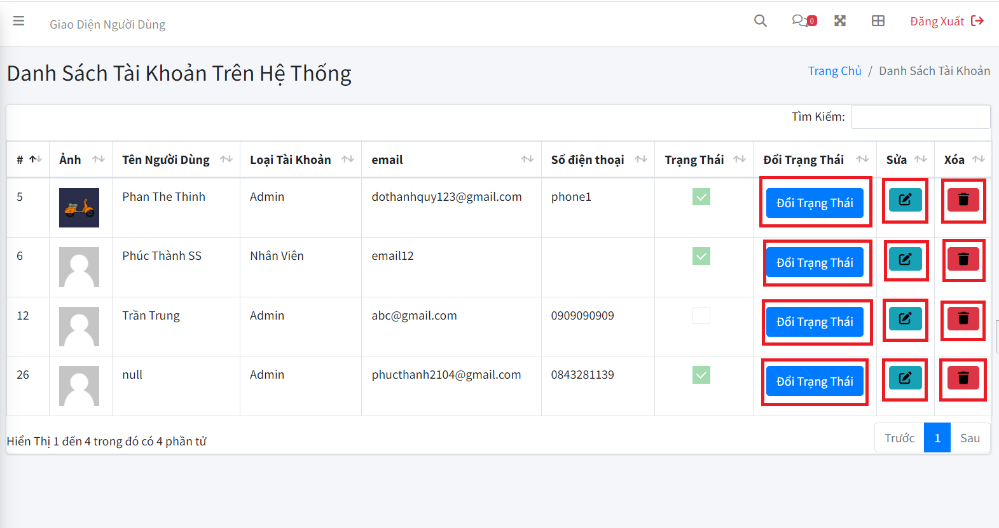 Giao Diện Người Dùng
0
Đăng Xuất
Danh Sách Tài Khoản Trên Hệ Thống
Trang Chủ / Danh Sách Tài Khoản
Tìm Kiếm:
# Ảnh Tên Người Dùng Loại Tài Khoản email Số điện thoại Trạng Thái Đổi Trạng Thái Sửa Xóa
5 Phan The Thinh Admin dothanhquy123@gmail.com phone1 Đổi Trạng Thái
6 Phúc Thành SS Nhân Viên email12 Đổi Trạng Thái
12 Trần Trung Admin abc@gmail.com 0909090909 Đổi Trạng Thái
26 null Admin phucthanh2104@gmail.com 0843281139 Đổi Trạng Thái
Hiển Thị 1 đến 4 trong đó có 4 phần tử
Trước 1 Sau